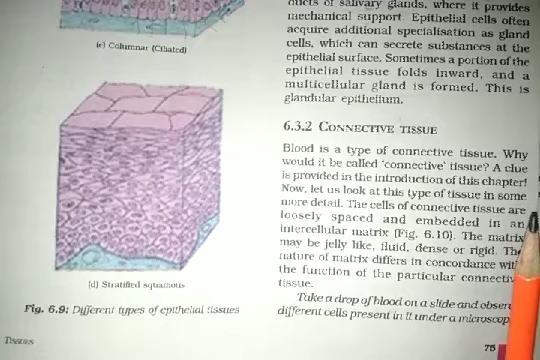 (c) Columnar (Ciliated)
(d) Stratified squamous
Fig. 6.9: Different types of epithelial tissues
ducts of salivary glands, where it provides
mechanical support. Epithelial cells often
acquire additional specialisation as gland
cells, which can secrete substances at the
epithelial surface. Sometimes a portion of the
epithelial tissue folds inward, and a
multicellular gland is formed. This is
glandular epithelium.
6.3.2 CONNECTIVE TISSUE
Blood is a type of connective tissue. Why
would it be called 'connective' tissue? A clue
is provided in the introduction of this chapter!
Now, let us look at this type of tissue in some
more detail. The cells of connective tissue are
loosely spaced and embedded in an
intercellular matrix (Fig. 6.10). The matrix
may be jelly like, fluid, dense or rigid. The
nature of matrix differs in concordance with
the function of the particular connectiv
tissue.
Take a drop of blood on a slide and obser
different cells present in it under a microscop
Tissues
75